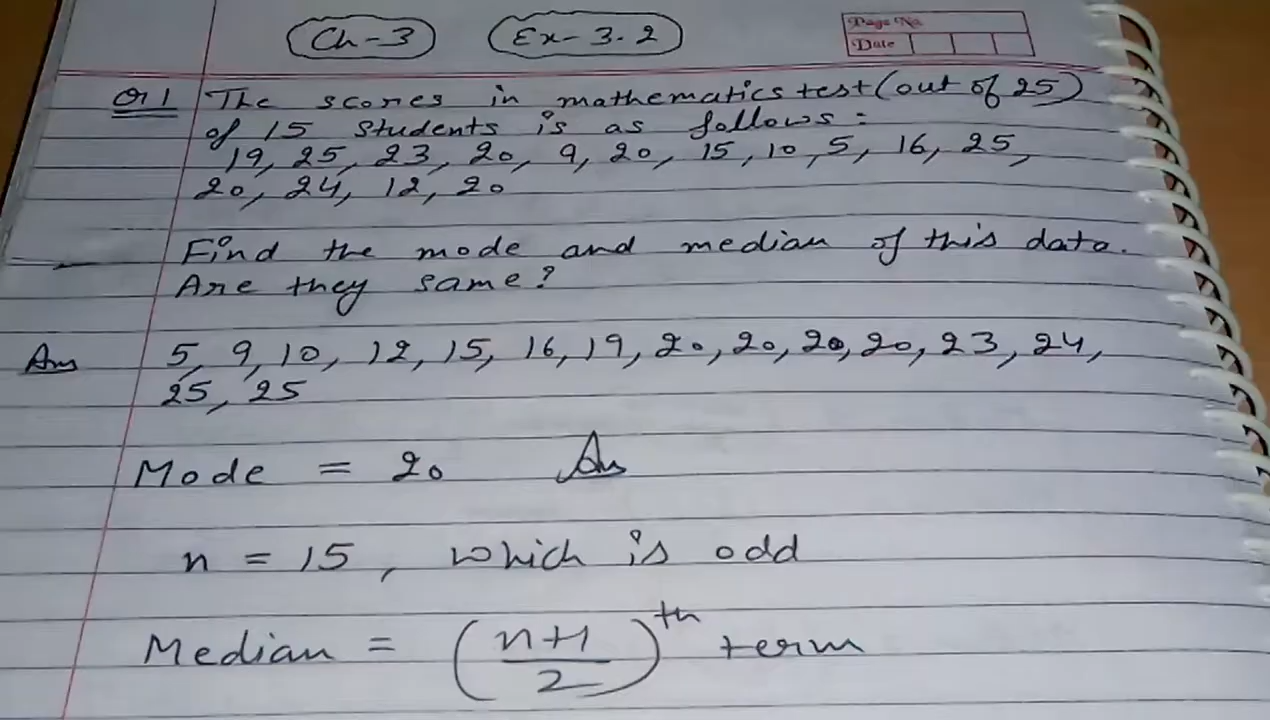 Ch-3 Ex-3.2
Page No.
Date
Q1 The scores in mathematics test (out of 25)
of 15 students is as follows:
19, 25, 23, 20, 9, 20, 15, 10, 5, 16, 25,
20, 24, 12, 20
Find the mode and median of this data.
Are they same?
Ans 5, 9, 10, 12, 15, 16, 19, 20, 20, 20, 20, 23, 24,
25, 25
Mode = 20 Ans
n = 15, which is odd
Median = (n+1/2)th term